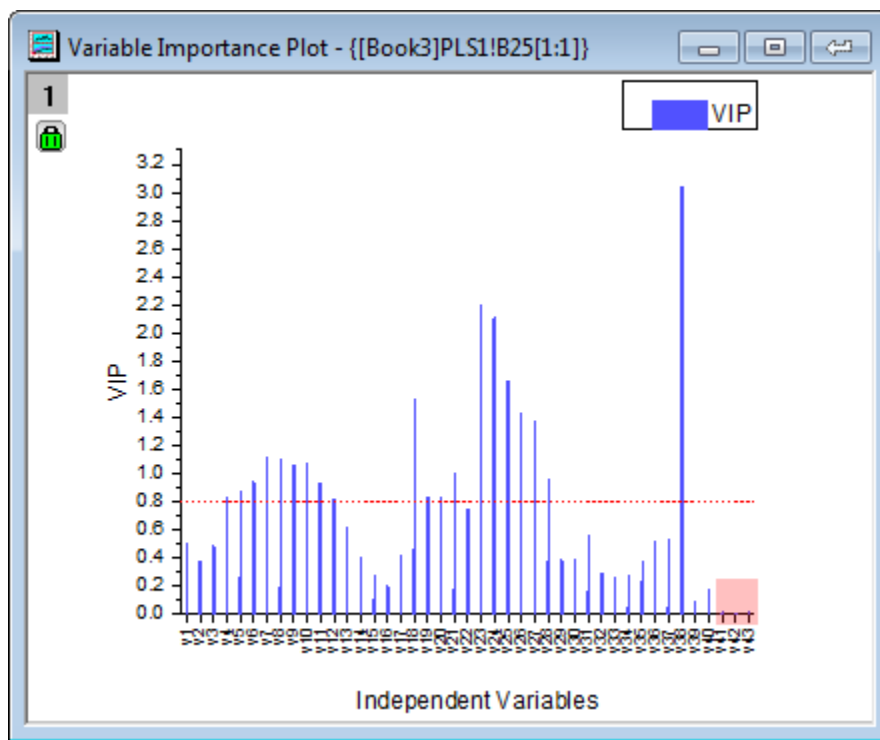 Variable Importance Plot - {[Book3]PLS1!B25[1:1]}
1
VIP
3.2
3.0
2.8
2.6
2.4
2.2
2.0
1.8
1.6
1.4
1.2
1.0
0.8
0.6
0.4
0.2
0.0
VIP
v1
v2
v3
v4
v5
v6
v7
v8
v9
v10
v11
v12
v13
v14
v15
v16
v17
v18
v19
v20
v21
v22
v23
v24
v25
v26
v27
v28
v29
v30
v31
v32
v33
v34
v35
v36
v37
v38
v39
v40
v41
v42
v43
Independent Variables